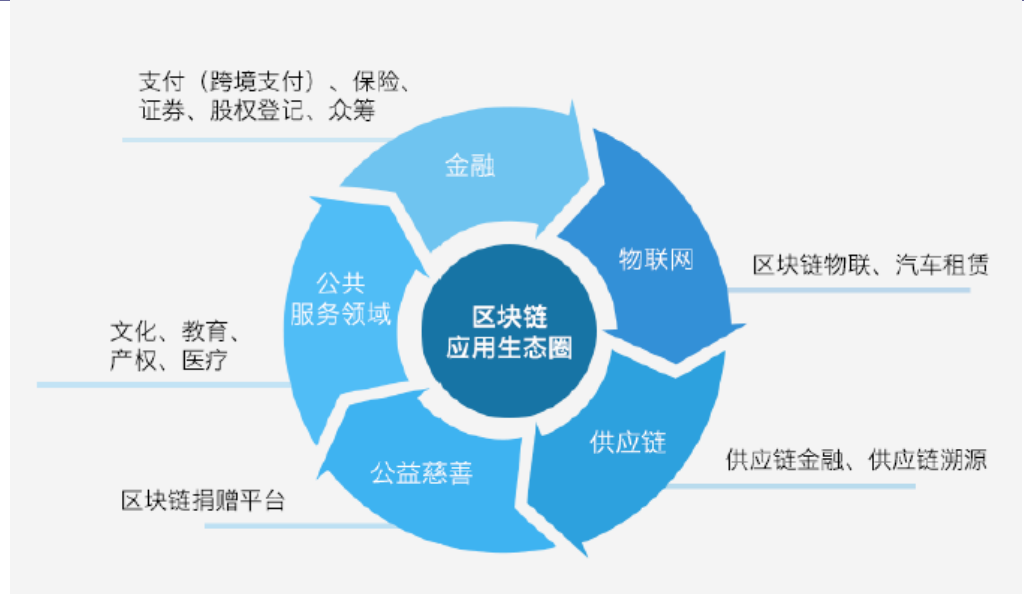 支付（跨境支付）、保险、
证券、股权登记、众筹
金融
物联网
区块链物联、汽车租赁
公共
服务领域
区块链
应用生态圈
文化、教育、
产权、医疗
供应链
供应链金融、供应链溯源
公益慈善
区块链捐赠平台